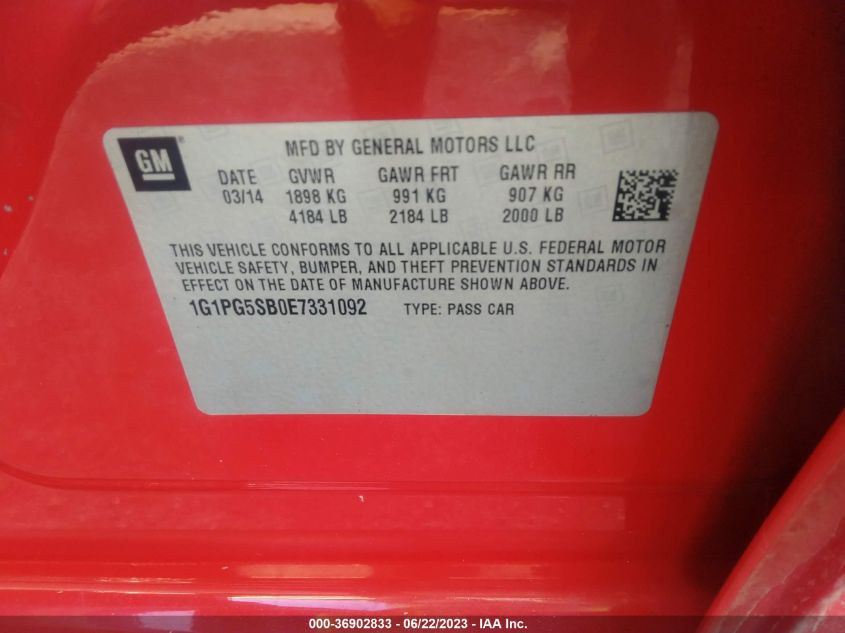 GM
MFD BY GENERAL MOTORS LLC
DATE GVWR GAWR FRT GAWR RR
03/14 1898 KG 991 KG 907 KG
4184 LB 2184 LB 2000 LB
THIS VEHICLE CONFORMS TO ALL APPLICABLE U.S. FEDERAL MOTOR
VEHICLE SAFETY, BUMPER, AND THEFT PREVENTION STANDARDS IN
EFFECT ON THE DATE OF MANUFACTURE SHOWN ABOVE.
1G1PG5SB0E7331092 TYPE: PASS CAR
000-36902833 - 06/22/2023 - IAA Inc.